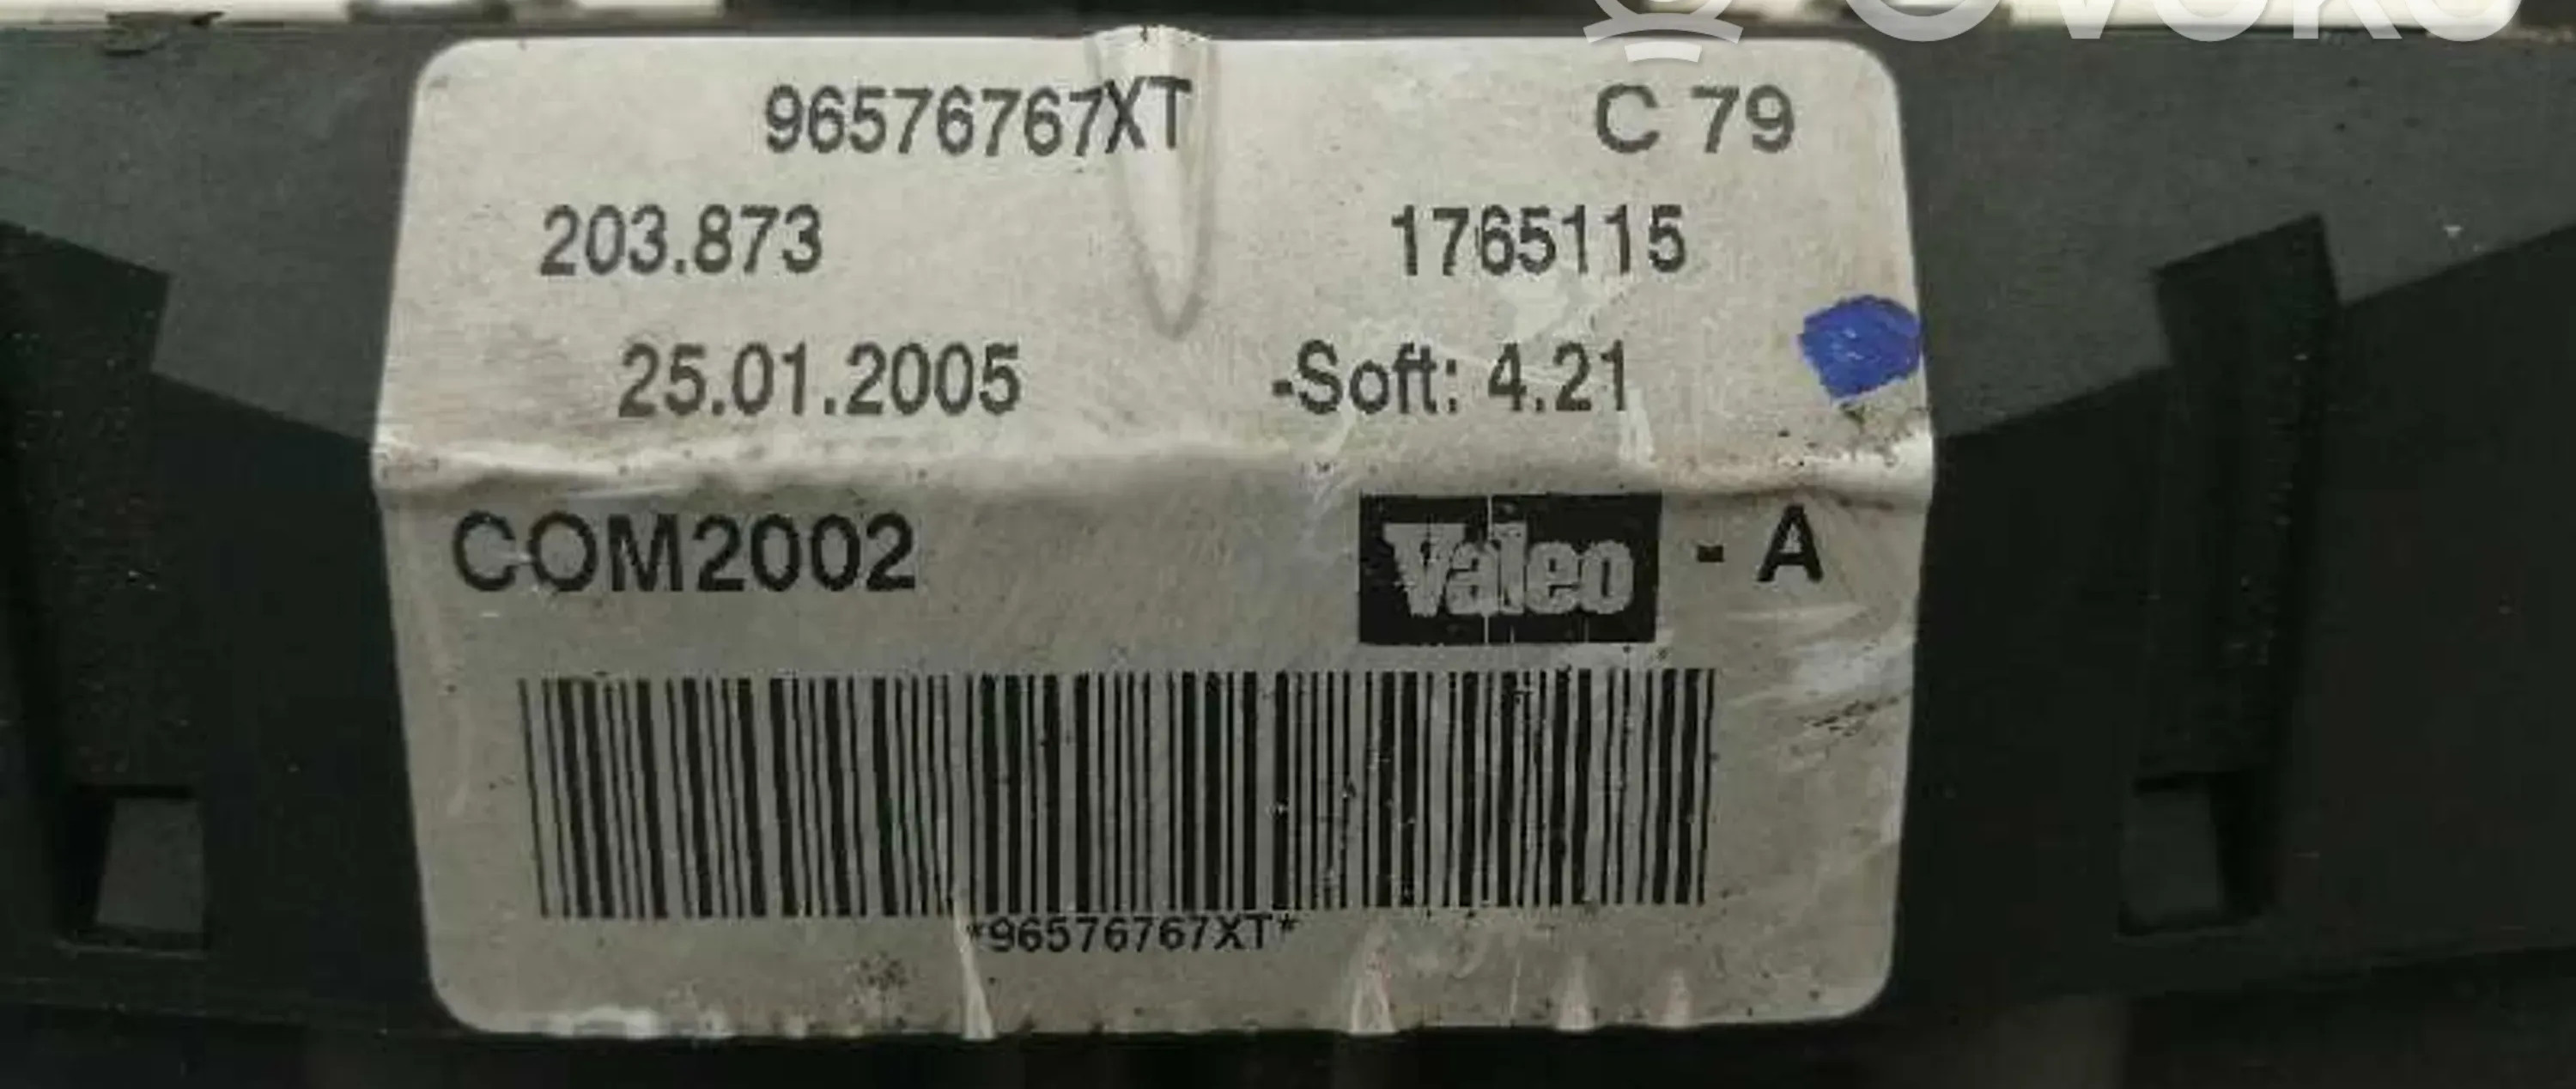 96576767XT C 79
203.873 1765115
25.01.2005 -Soft: 4.21
COM2002 Valeo - A
*96576767XT*